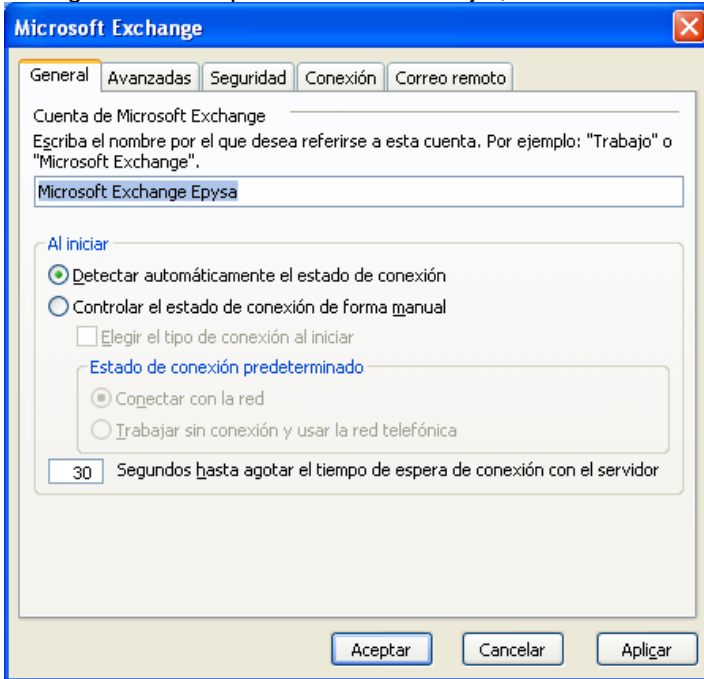 Microsoft Exchange
General Avanzadas Seguridad Conexión Correo remoto
Cuenta de Microsoft Exchange
Escriba el nombre por el que desea referirse a esta cuenta. Por ejemplo: "Trabajo" o
"Microsoft Exchange".
Microsoft Exchange Epysa
Al iniciar
Detectar automáticamente el estado de conexión
Controlar el estado de conexión de forma manual
Elegir el tipo de conexión al iniciar
Estado de conexión predeterminado
Conectar con la red
Trabajar sin conexión y usar la red telefónica
30 Segundos hasta agotar el tiempo de espera de conexión con el servidor
Aceptar Cancelar Aplicar